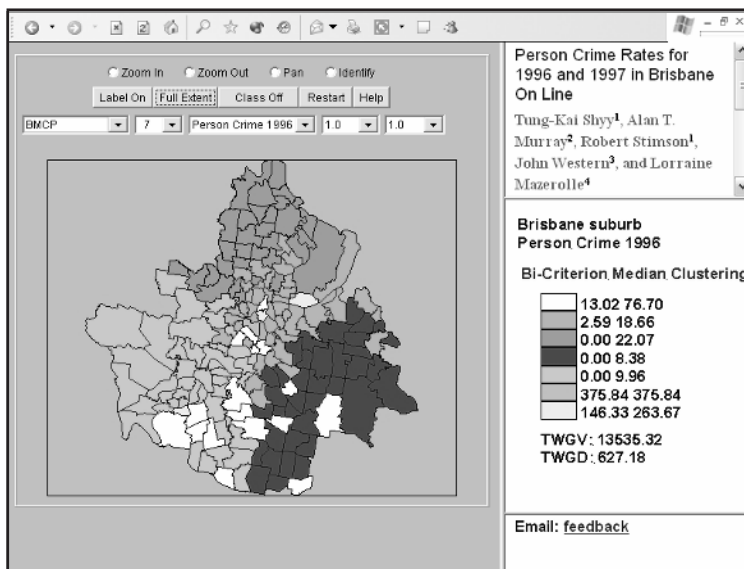 Zoom In Zoom Out Pan Identify
Label On Full Extent Class Off Restart Help
BMCP 7 Person Crime 1996 1.0 1.0
Person Crime Rates for
1996 and 1997 in Brisbane
On Line
Tung-Kai Shyy¹, Alan T.
Murray², Robert Stimson¹,
John Western³, and Lorraine
Mazerolle⁴
Brisbane suburb
Person Crime 1996
Bi-Criterion Median Clustering
13.02 76.70
2.59 18.66
0.00 22.07
0.00 8.38
0.00 9.96
375.84 375.84
146.33 263.67
TWGV: 13535.32
TWGD: 627.18
Email: feedback